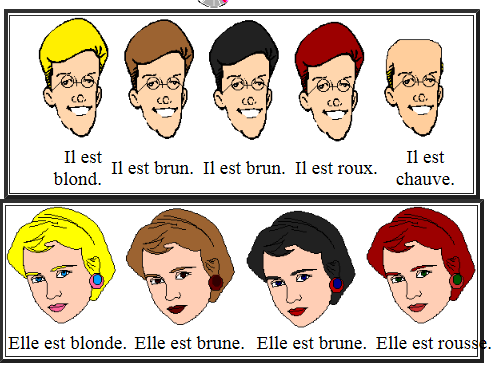 Il est
blond.
Il est brun.
Il est brun.
Il est roux.
Il est
chauve.
Elle est blonde.
Elle est brune.
Elle est brune.
Elle est rousse.